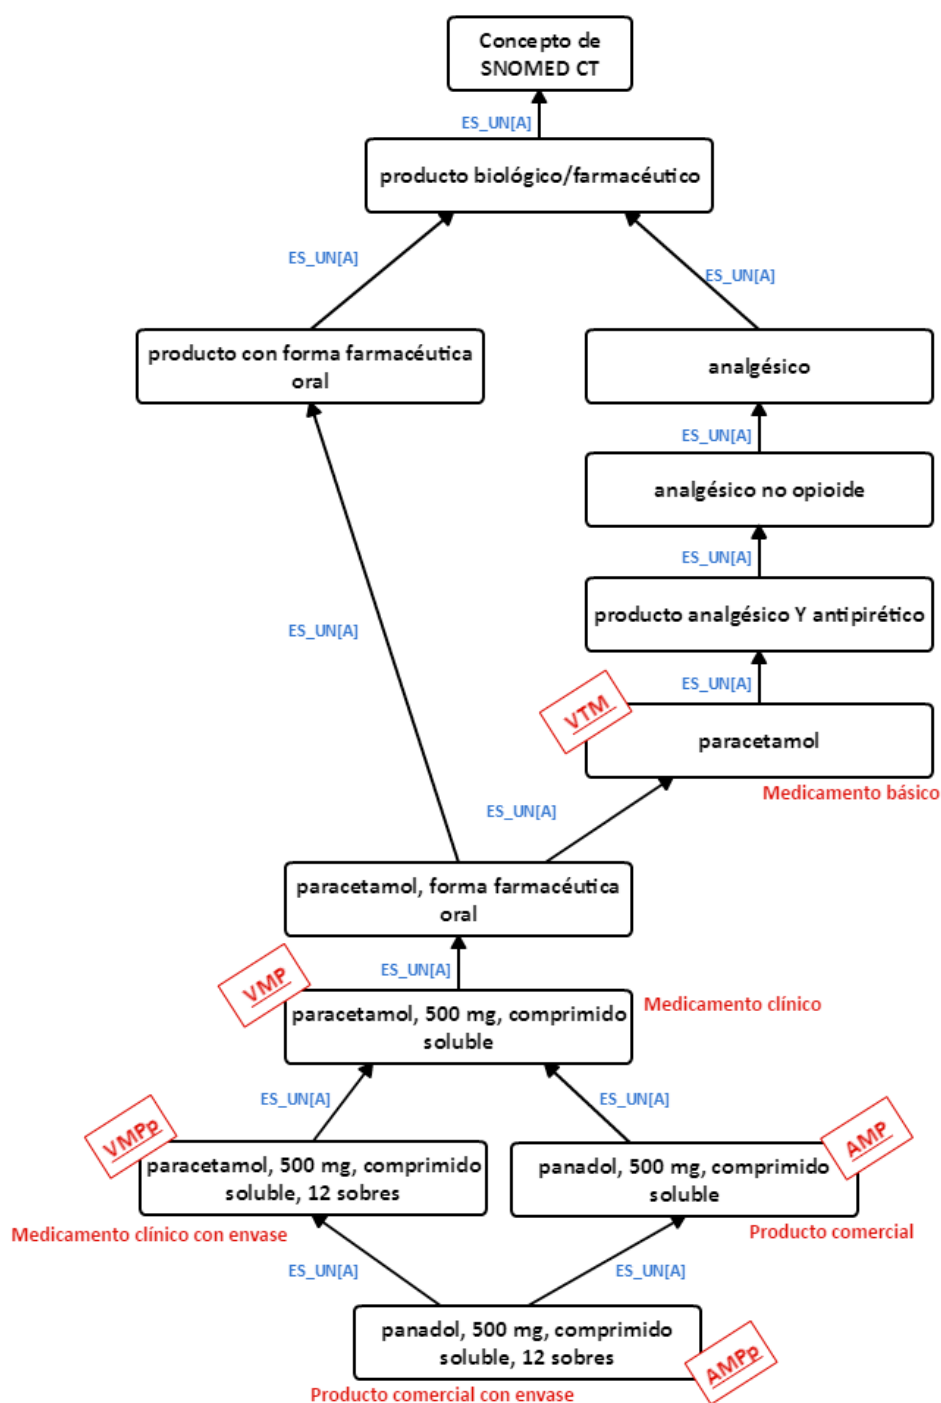 Concepto de
SNOMED CT
ES_UN[A]
producto biológico/farmacéutico
ES_UN[A]
ES_UN[A]
producto con forma farmacéutica
oral
analgésico
ES_UN[A]
analgésico no opioide
ES_UN[A]
producto analgésico Y antipirético
ES_UN[A]
ES_UN[A]
VTM
paracetamol
Medicamento básico
ES_UN[A]
paracetamol, forma farmacéutica
oral
ES_UN[A]
VMP
paracetamol, 500 mg, comprimido
soluble
Medicamento clínico
ES_UN[A]
ES_UN[A]
VMPp
paracetamol, 500 mg, comprimido
soluble, 12 sobres
AMP
panadol, 500 mg, comprimido
soluble
Medicamento clínico con envase
Producto comercial
ES_UN[A]
ES_UN[A]
panadol, 500 mg, comprimido
soluble, 12 sobres
AMPp
Producto comercial con envase